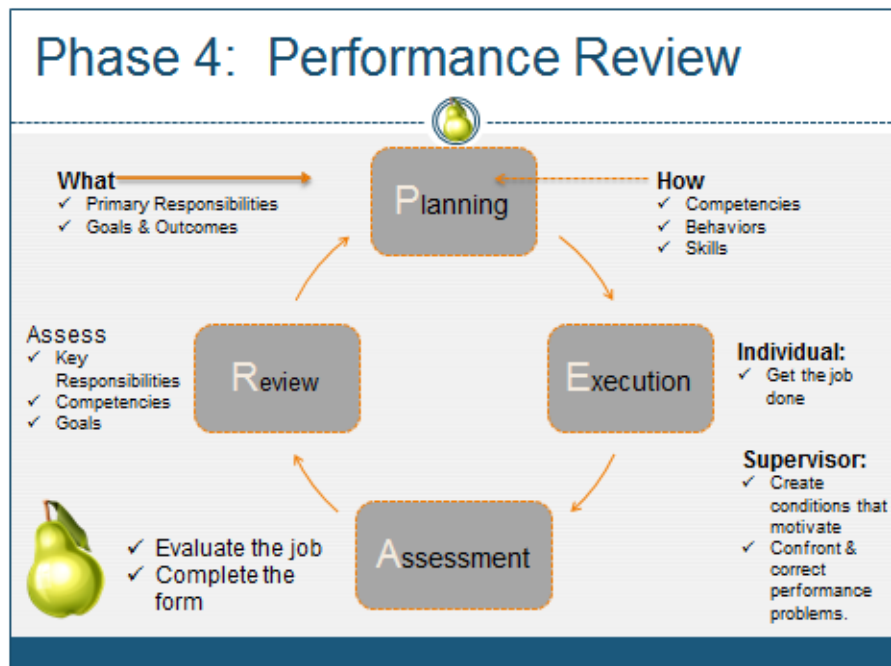 Phase 4: Performance Review
What
✓ Primary Responsibilities
✓ Goals & Outcomes
Planning
How
✓ Competencies
✓ Behaviors
✓ Skills
Assess
✓ Key
Responsibilities
✓ Competencies
✓ Goals
Review
Execution
Individual:
✓ Get the job
done
Supervisor:
✓ Create
conditions that
motivate
✓ Confront &
correct
performance
problems.
✓ Evaluate the job
✓ Complete the
form
Assessment